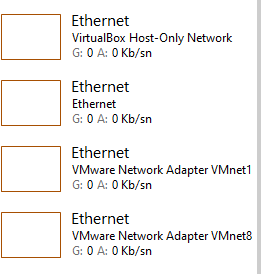 Ethernet
VirtualBox Host-Only Network
G: 0 A: 0 Kb/sn
Ethernet
Ethernet
G: 0 A: 0 Kb/sn
Ethernet
VMware Network Adapter VMnet1
G: 0 A: 0 Kb/sn
Ethernet
VMware Network Adapter VMnet8
G: 0 A: 0 Kb/sn